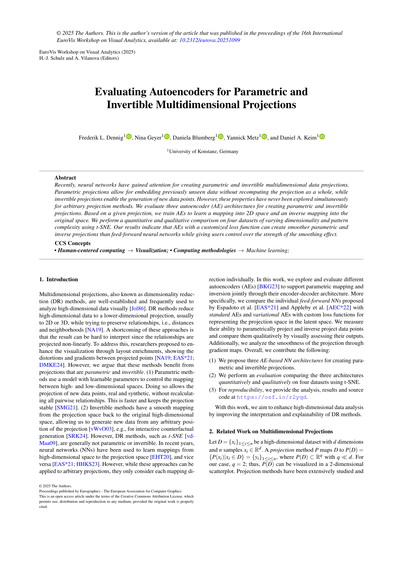 © 2025 The Authors. This is the author's version of the article that was published in the proceedings of the 16th International
EuroVis Workshop on Visual Analytics, available at: 10.2312/eurova.20251099
EuroVis Workshop on Visual Analytics (2025)
H.-J. Schulz and A. Vilanova (Editors)
Evaluating Autoencoders for Parametric and
Invertible Multidimensional Projections
Frederik L. Dennig¹, Nina Geyer¹, Daniela Blumberg¹, Yannick Metz¹, and Daniel A. Keim¹
¹University of Konstanz, Germany
Abstract
Recently, neural networks have gained attention for creating parametric and invertible multidimensional data projections.
Parametric projections allow for embedding previously unseen data without recomputing the projection as a whole, while
invertible projections enable the generation of new data points. However, these properties have never been explored simultaneously
for arbitrary projection methods. We evaluate three autoencoder (AE) architectures for creating parametric and invertible
projections. Based on a given projection, we train AEs to learn a mapping into 2D space and an inverse mapping into the
original space. We perform a quantitative and qualitative comparison on four datasets of varying dimensionality and pattern
complexity using t-SNE. Our results indicate that AEs with a customized loss function can create smoother parametric and
inverse projections than feed-forward neural networks while giving users control over the strength of the smoothing effect.
CCS Concepts
• Human-centered computing → Visualization; • Computing methodologies → Machine learning;
1. Introduction
Multidimensional projections, also known as dimensionality reduc-
tion (DR) methods, are well-established and frequently used to
analyze high-dimensional data visually [Jol86]. DR methods reduce
high-dimensional data to a lower-dimensional projection, usually
to 2D or 3D, while trying to preserve relationships, i.e., distances
and neighborhoods [NA19]. A shortcoming of these approaches is
that the result can be hard to interpret since the relationships are
projected non-linearly. To address this, researchers proposed to en-
hance the visualization through layout enrichments, showing the
distortions and gradients between projected points [NA19; EAS*21;
DMKE24]. However, we argue that these methods benefit from
projections that are parametric and invertible. (1) Parametric meth-
ods use a model with learnable parameters to control the mapping
between high- and low-dimensional spaces. Doing so allows the
projection of new data points, real and synthetic, without recalculat-
ing all pairwise relationships. This is faster and keeps the projection
stable [SMG21]. (2) Invertible methods have a smooth mapping
from the projection space back to the original high-dimensional
space, allowing us to generate new data from any arbitrary posi-
tion of the projection [sWvO03], e.g., for interactive counterfactual
generation [SRK24]. However, DR methods, such as t-SNE [vd-
Maa09], are generally not parametric or invertible. In recent years,
neural networks (NNs) have been used to learn mappings from
high-dimensional space to the projection space [EHT20], and vice
versa [EAS*21; HHKS23]. However, while these approaches can be
applied to arbitrary projections, they only consider each mapping di-
rection individually. In this work, we explore and evaluate different
autoencoders (AEs) [BKG23] to support parametric mapping and
inversion jointly through their encoder-decoder architecture. More
specifically, we compare the individual feed-forward NNs proposed
by Espadoto et al. [EAS*21] and Appleby et al. [AEC*22] with
standard AEs and variational AEs with custom loss functions for
representing the projection space in the latent space. We measure
their ability to parametrically project and inverse project data points
and compare them qualitatively by visually assessing their outputs.
Additionally, we analyze the smoothness of the projection through
gradient maps. Overall, we contribute the following:
(1) We propose three AE-based NN architectures for creating para-
metric and invertible projections.
(2) We perform an evaluation comparing the three architectures
quantitatively and qualitatively on four datasets using t-SNE.
(3) For reproducibility, we provide the analysis, results and source
code at
With this, we work to enhance high-dimensional data analysis
by improving the interpretation and explainability of DR methods.
2. Related Work on Multidimensional Projections
Let D = {xᵢ}₁≤ᵢ≤ₙ, be a high-dimensional dataset with d dimensions
and n samples xᵢ ∈ ℝᵈ. A projection method P maps D to P(D) =
{P(xᵢ)|xᵢ ∈ D} = {yᵢ}₁≤ᵢ≤ₙ, where P(D) ⊂ ℝ^q with q ≪ d. For
our case, q = 2; thus, P(D) can be visualized in a 2-dimensional
scatterplot. Projection methods have been extensively studied and
© 2025 The Authors.
Proceedings published by Eurographics - The European Association for Computer Graphics.
This is an open access article under the terms of the Creative Commons Attribution License, which
permits use, distribution and reproduction in any medium, provided the original work is properly
cited.